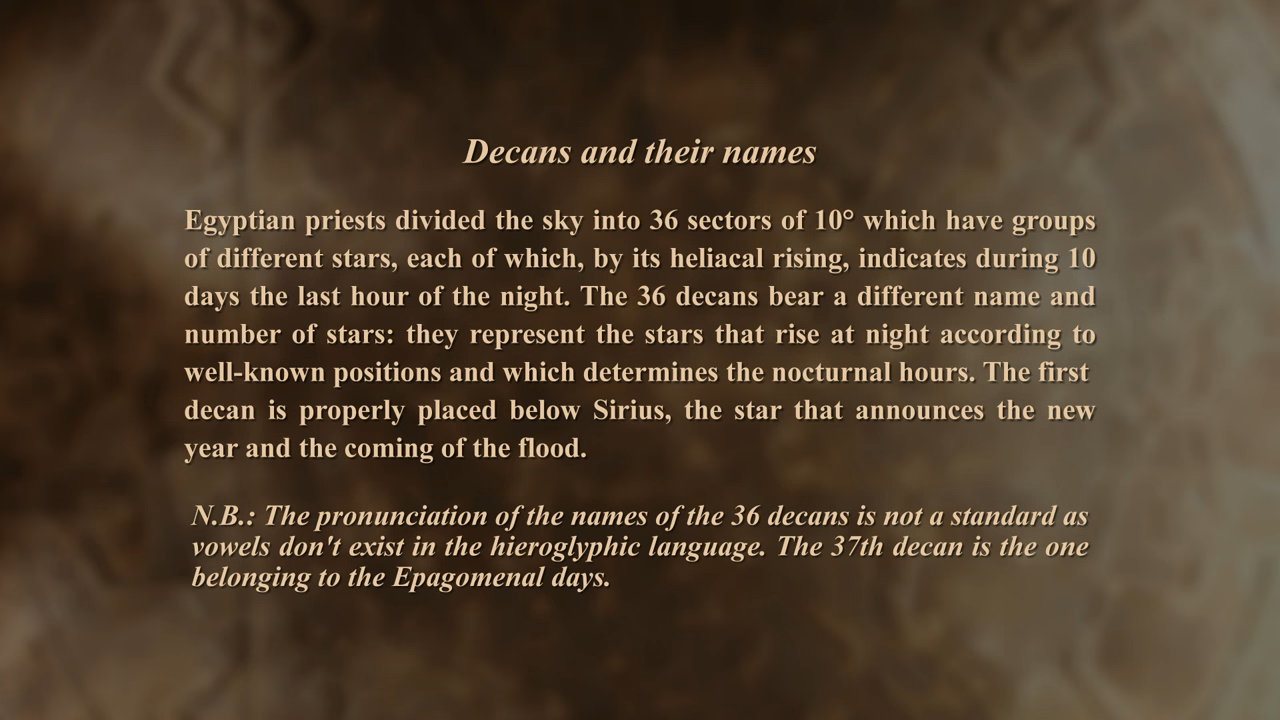 Decans and their names
Egyptian priests divided the sky into 36 sectors of 10° which have groups
of different stars, each of which, by its heliacal rising, indicates during 10
days the last hour of the night. The 36 decans bear a different name and
number of stars: they represent the stars that rise at night according to
well-known positions and which determines the nocturnal hours. The first
decan is properly placed below Sirius, the star that announces the new
year and the coming of the flood.
N.B.: The pronunciation of the names of the 36 decans is not a standard as
vowels don't exist in the hieroglyphic language. The 37th decan is the one
belonging to the Epagomenal days.